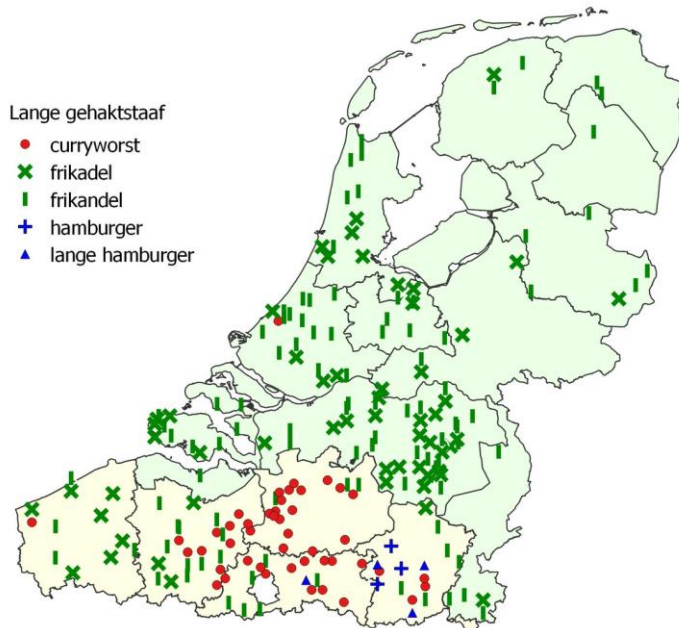 Lange gehaktstaaf
curryworst
frikadel
frikandel
hamburger
lange hamburger